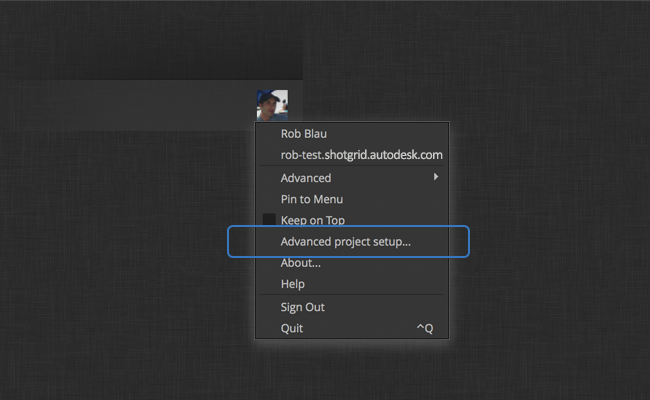 Rob Blau
rob-test.shotgrid.autodesk.com
Advanced
Pin to Menu
Keep on Top
Advanced project setup...
About...
Help
Sign Out
Quit ^Q